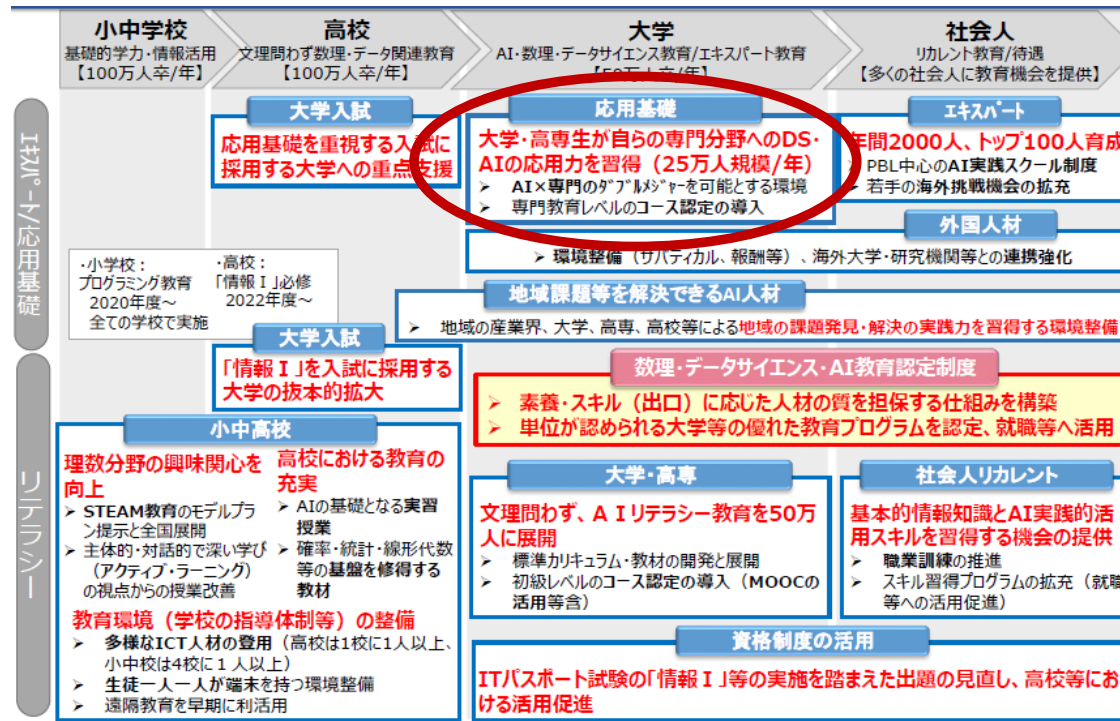 小中学校
基礎的学力・情報活用
【100万人卒/年】
高校
文理問わず数理・データ関連教育
【100万人卒/年】
大学
AI・数理・データサイエンス教育/エキスパート教育
【50万人卒/年】
社会人
リカレント教育/待遇
【多くの社会人に教育機会を提供】
エキスパート/応用基礎
大学入試
応用基礎を重視する入試に
採用する大学への重点支援
応用基礎
大学・高専生が自らの専門分野へのDS・
AIの応用力を習得（25万人規模/年）
➢ AI×専門のダブルメジャーを可能とする環境
➢ 専門教育レベルのコース認定の導入
エキスパート
年間2000人、トップ100人育成
➢ PBL中心のAI実践スクール制度
➢ 若手の海外挑戦機会の拡充
外国人材
➢ 環境整備（サバティカル、報酬等）、海外大学・研究機関等との連携強化
・小学校：
プログラミング教育
2020年度～
全ての学校で実施
・高校：
「情報Ⅰ」必修
2022年度～
地域課題等を解決できるAI人材
➢ 地域の産業界、大学、高専、高校等による地域の課題発見・解決の実践力を習得する環境整備
リテラシー
大学入試
「情報Ⅰ」を入試に採用する
大学の抜本的拡大
数理・データサイエンス・AI教育認定制度
➢ 素養・スキル（出口）に応じた人材の質を担保する仕組みを構築
➢ 単位が認められる大学等の優れた教育プログラムを認定、就職等へ活用
小中高校
理数分野の興味関心を
向上
➢ STEAM教育のモデルプラ
ン提示と全国展開
➢ 主体的・対話的で深い学び
（アクティブ・ラーニング）
の視点からの授業改善
高校における教育の
充実
➢ AIの基礎となる実習
授業
➢ 確率・統計・線形代数
等の基盤を修得する
教材
教育環境（学校の指導体制等）の整備
➢ 多様なICT人材の登用（高校は1校に1人以上、
小中校は4校に１人以上）
➢ 生徒一人一人が端末を持つ環境整備
➢ 遠隔教育を早期に利活用
大学・高専
文理問わず、ＡＩリテラシー教育を50万
人に展開
➢ 標準カリキュラム・教材の開発と展開
➢ 初級レベルのコース認定の導入（MOOCの
活用等含）
社会人リカレント
基本的情報知識とAI実践的活
用スキルを習得する機会の提供
➢ 職業訓練の推進
➢ スキル習得プログラムの拡充（就職
等への活用促進）
資格制度の活用
ITパスポート試験の「情報Ⅰ」等の実施を踏まえた出題の見直し、高校等にお
ける活用促進